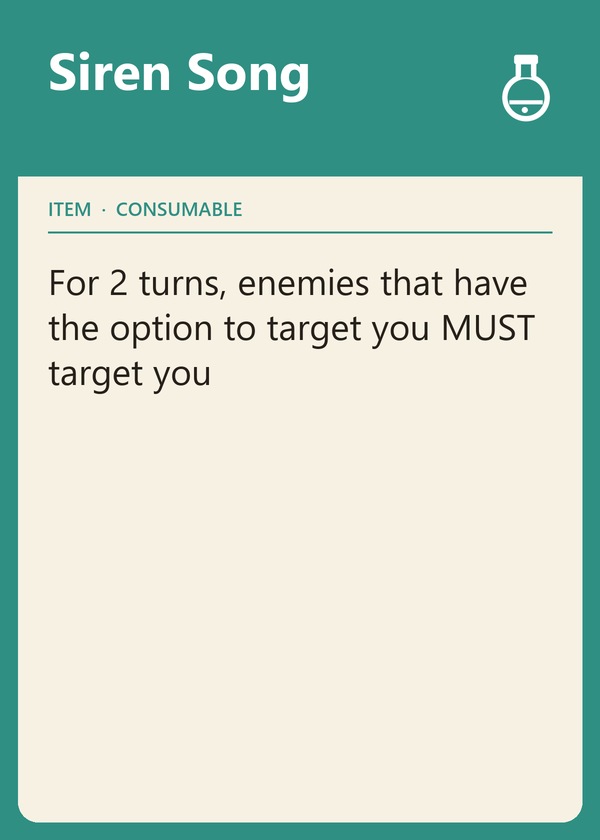 Siren Song
ITEM · CONSUMABLE
For 2 turns, enemies that have
the option to target you MUST
target you